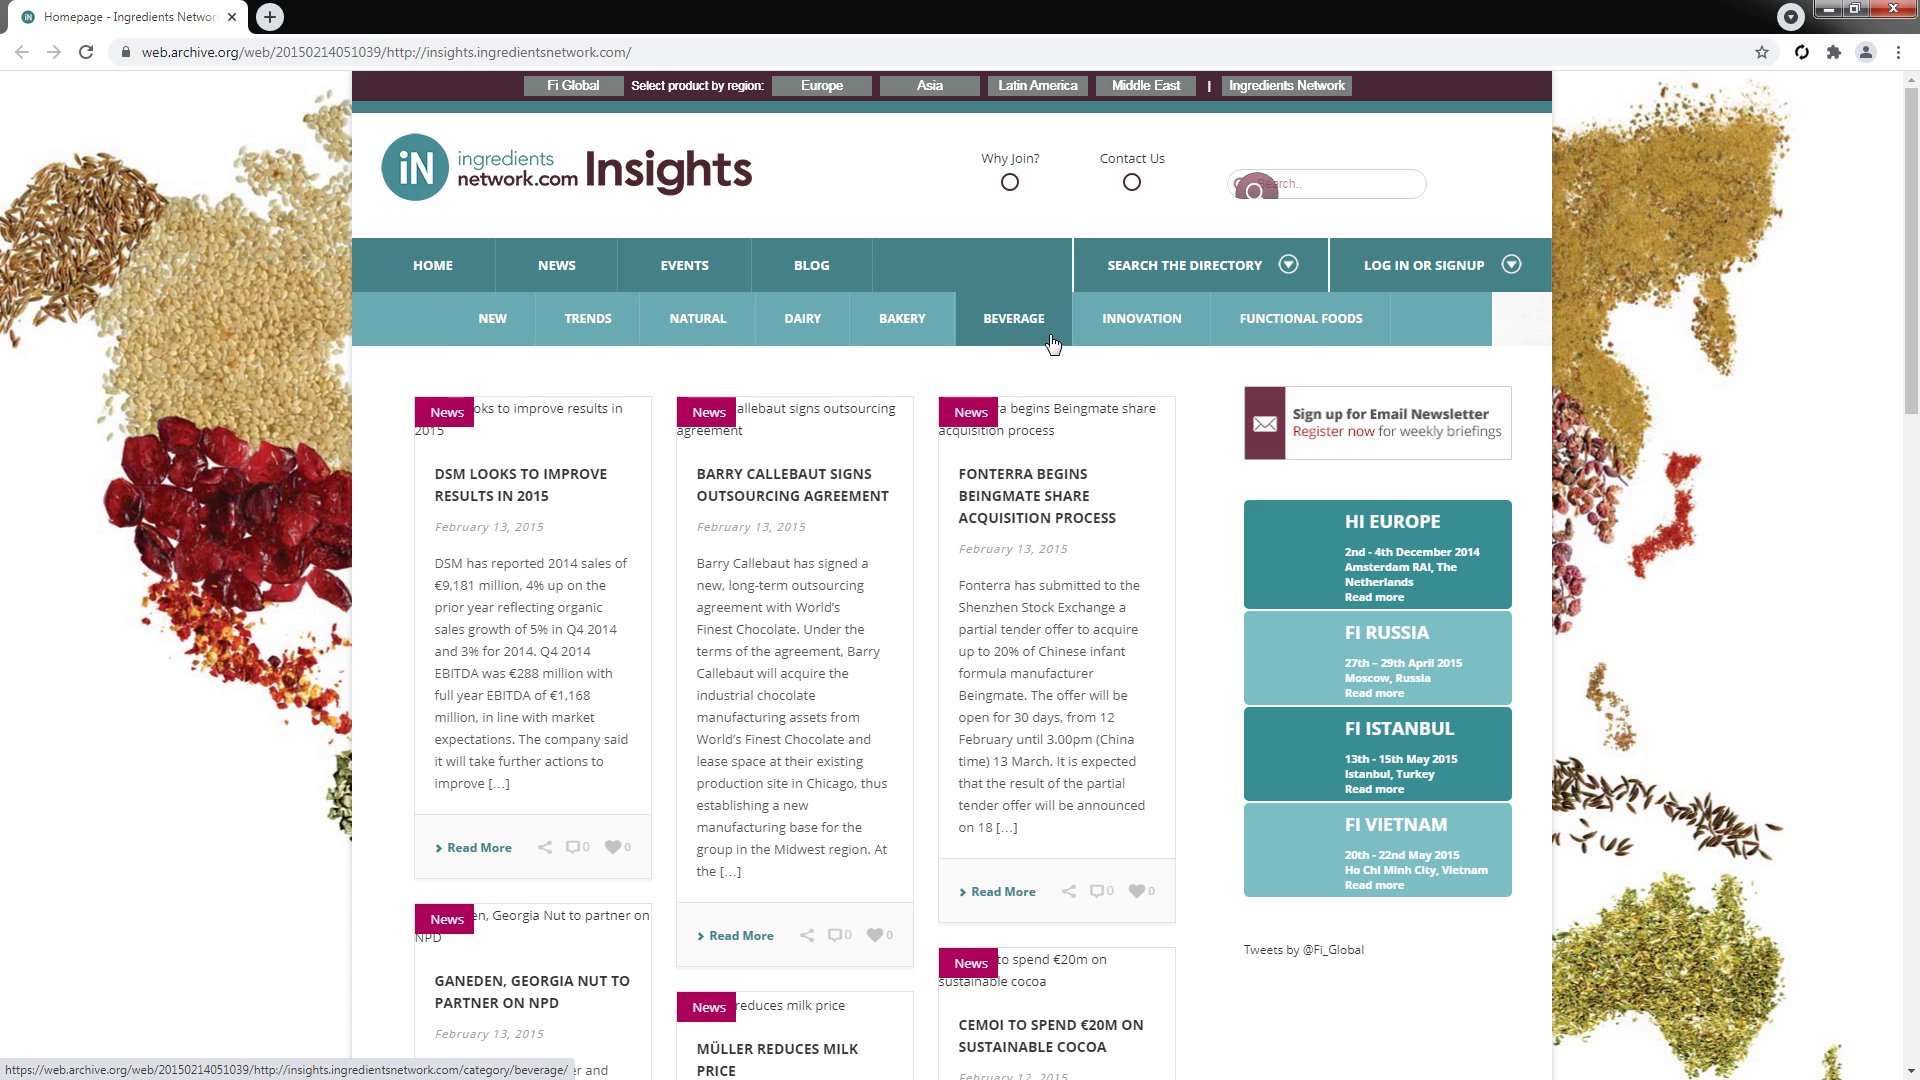 Homepage - Ingredients Networ
web.archive.org/web/20150214051039/http://insights.ingredientsnetwork.com/
Fi Global
Select product by region:
Europe
Asia
Latin America
Middle East
|
Ingredients Network
iN
ingredients
network.com
Insights
Why Join?
Contact Us
Search..
HOME
NEWS
EVENTS
BLOG
SEARCH THE DIRECTORY
LOG IN OR SIGNUP
NEW
TRENDS
NATURAL
DAIRY
BAKERY
BEVERAGE
INNOVATION
FUNCTIONAL FOODS
News
oks to improve results in
2015
DSM LOOKS TO IMPROVE
RESULTS IN 2015
February 13, 2015
DSM has reported 2014 sales of
€9,181 million, 4% up on the
prior year reflecting organic
sales growth of 5% in Q4 2014
and 3% for 2014. Q4 2014
EBITDA was €288 million with
full year EBITDA of €1,168
million, in line with market
expectations. The company said
it will take further actions to
improve […]
Read More
0
0
News
en, Georgia Nut to partner on
NPD
GANEDEN, GEORGIA NUT TO
PARTNER ON NPD
February 13, 2015
er and
News
allebaut signs outsourcing
agreement
BARRY CALLEBAUT SIGNS
OUTSOURCING AGREEMENT
February 13, 2015
Barry Callebaut has signed a
new, long-term outsourcing
agreement with World’s
Finest Chocolate. Under the
terms of the agreement, Barry
Callebaut will acquire the
industrial chocolate
manufacturing assets from
World’s Finest Chocolate and
lease space at their existing
production site in Chicago, thus
establishing a new
manufacturing base for the
group in the Midwest region. At
the […]
Read More
0
0
News
reduces milk price
MÜLLER REDUCES MILK
PRICE
News
ra begins Beingmate share
acquisition process
FONTERRA BEGINS
BEINGMATE SHARE
ACQUISITION PROCESS
February 13, 2015
Fonterra has submitted to the
Shenzhen Stock Exchange a
partial tender offer to acquire
up to 20% of Chinese infant
formula manufacturer
Beingmate. The offer will be
open for 30 days, from 12
February until 3.00pm (China
time) 13 March. It is expected
that the result of the partial
tender offer will be announced
on 18 […]
Read More
0
0
News
to spend €20m on
sustainable cocoa
CEMOI TO SPEND €20M ON
SUSTAINABLE COCOA
February 12, 2015
Sign up for Email Newsletter
Register now for weekly briefings
HI EUROPE
2nd - 4th December 2014
Amsterdam RAI, The
Netherlands
Read more
FI RUSSIA
27th – 29th April 2015
Moscow, Russia
Read more
FI ISTANBUL
13th - 15th May 2015
Istanbul, Turkey
Read more
FI VIETNAM
20th - 22nd May 2015
Ho Chi Minh City, Vietnam
Read more
Tweets by @Fi_Global
https://web.archive.org/web/20150214051039/http://insights.ingredientsnetwork.com/category/beverage/